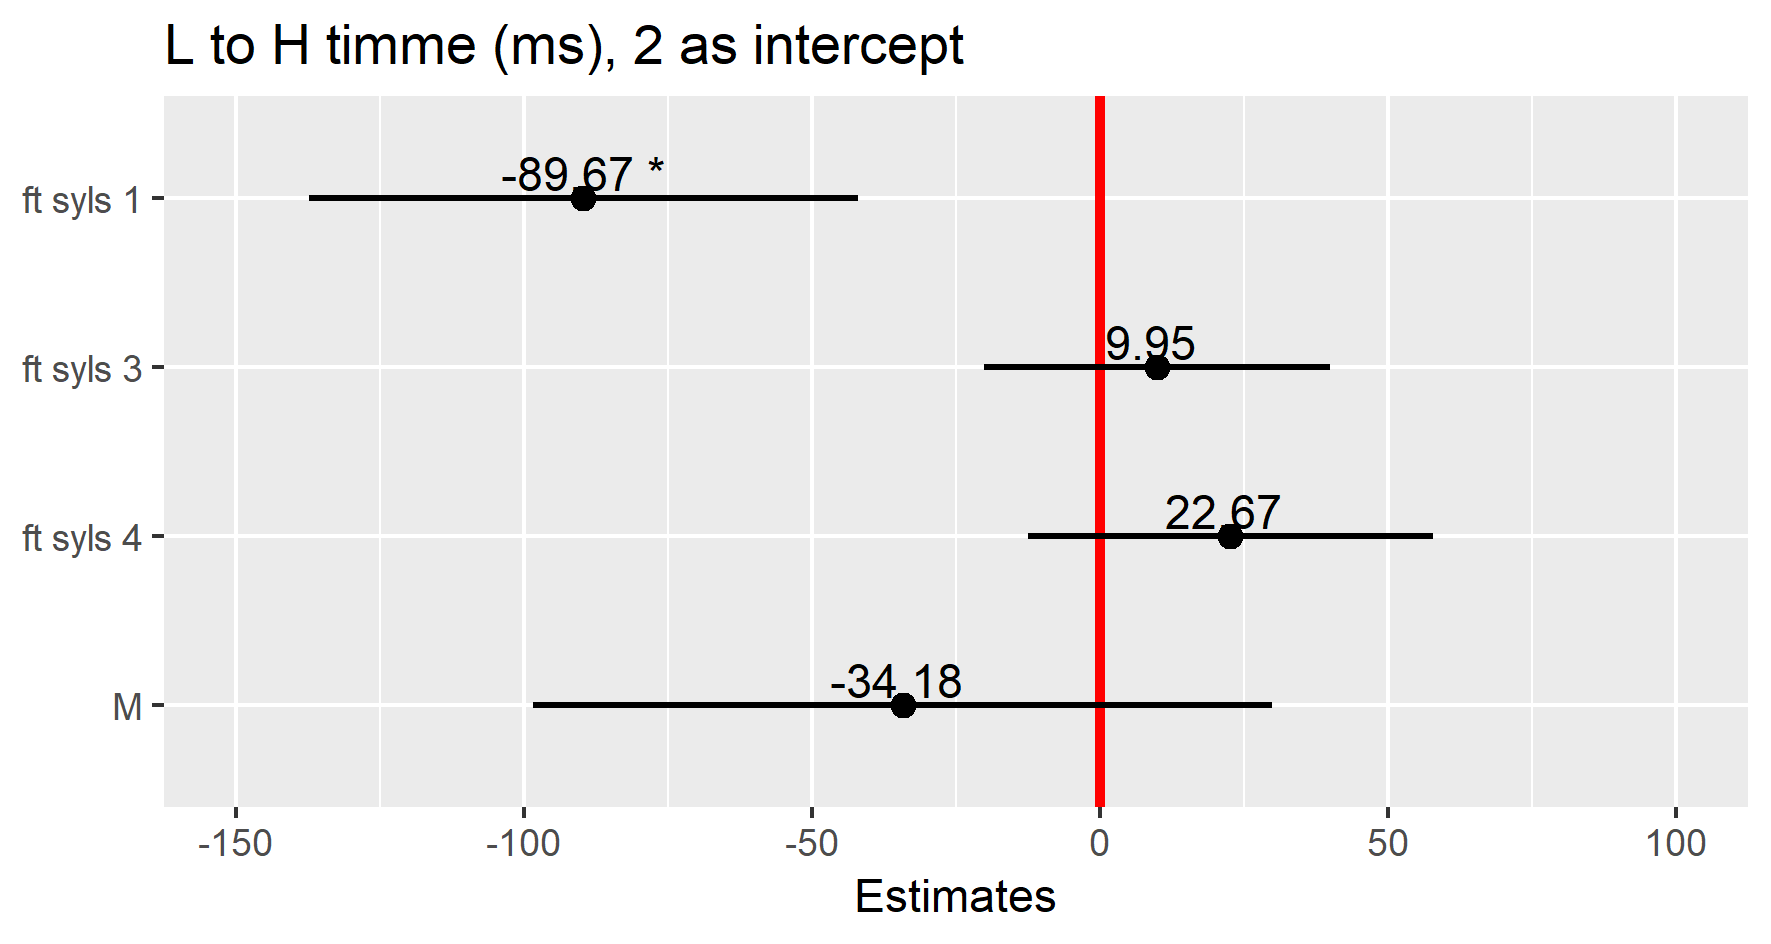 L to H timme (ms), 2 as intercept
ft syls 1
-89.67 *
ft syls 3
9.95
ft syls 4
22.67
M
-34.18
-150 -100 -50 0 50 100
Estimates